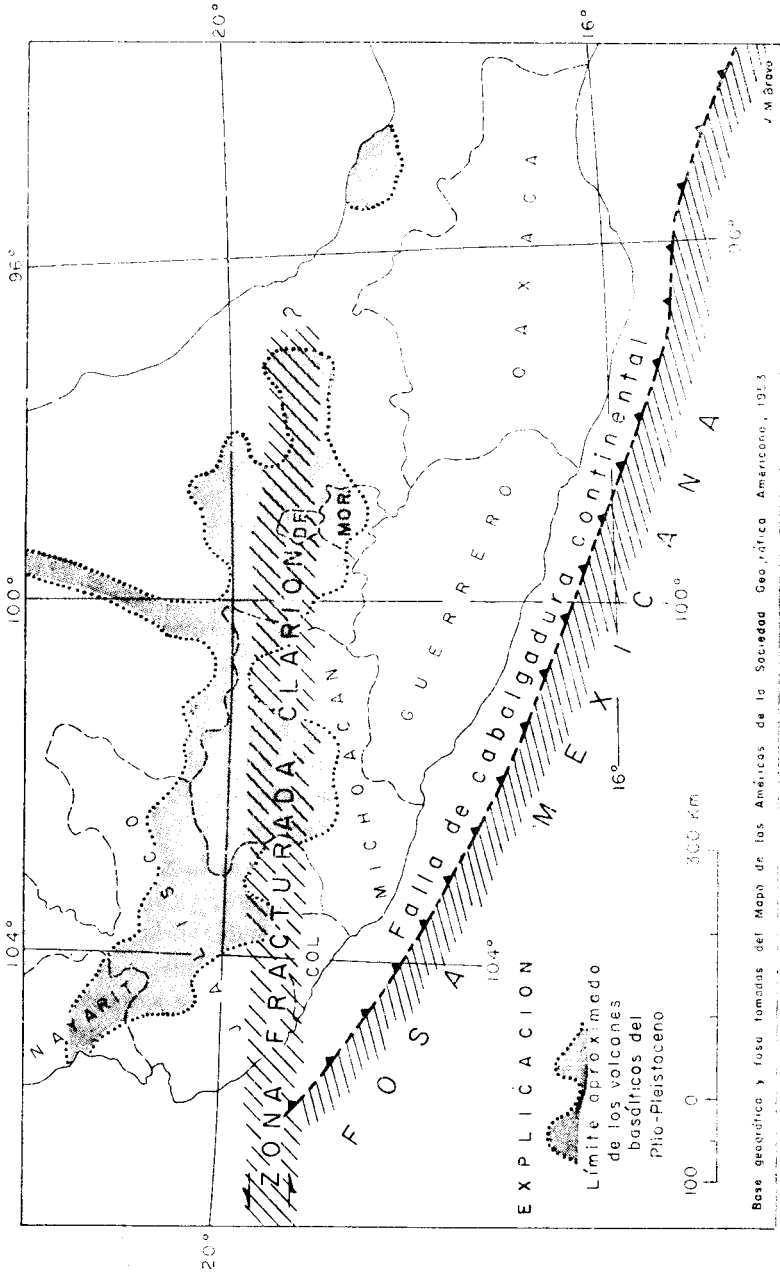 104°
100°
96°
20°
20°
NAYARIT
JALISCO
ZONA FRACTURADA CLARION
?
DF
MOR.
COL
MICHOACAN
GUERRERO
OAXACA
Falla de cabalgadura continental
FOSA MEXICANA
104°
16°
100°
96°
16°
EXPLICACION
Límite aproximado
de los volcanes
basálticos del
Plio-Pleistoceno
100 0 300 Km
Base geográfica y fosa tomadas del Mapa de las Américas de la Sociedad Geográfica Americana, 1953
J M Bravo